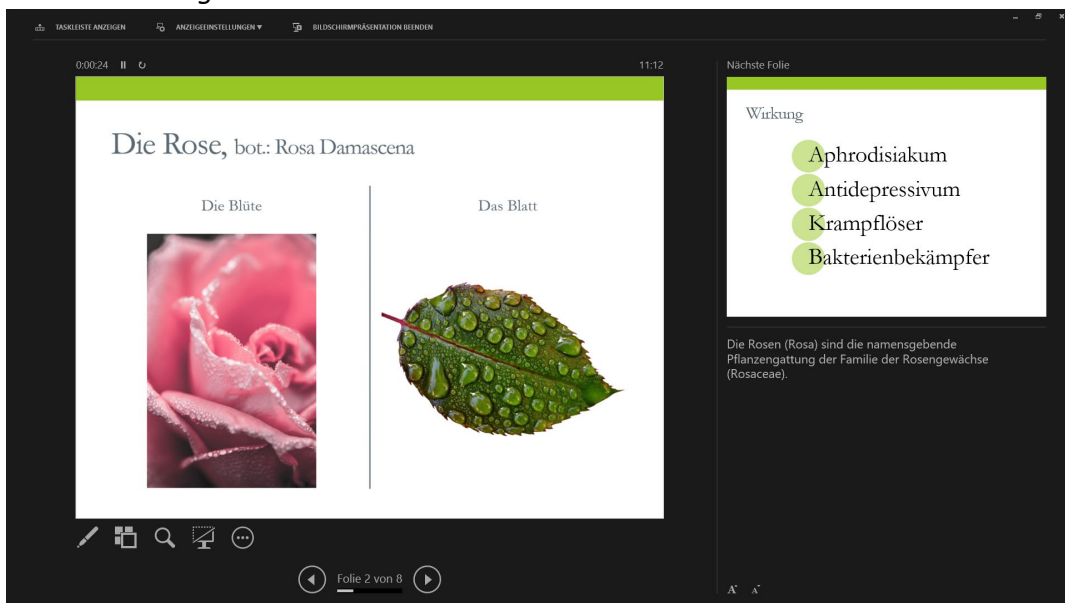 TASKLEISTE ANZEIGEN
ANZEIGEEINSTELLUNGEN ▼
BILDSCHIRMPRÄSENTATION BEENDEN
0:00:24
11:12
Die Rose, bot.: Rosa Damascena
Die Blüte
Das Blatt
Folie 2 von 8
Nächste Folie
Wirkung
Aphrodisiakum
Antidepressivum
Krampflöser
Bakterienbekämpfer
Die Rosen (Rosa) sind die namensgebende
Pflanzengattung der Familie der Rosengewächse
(Rosaceae).
A A